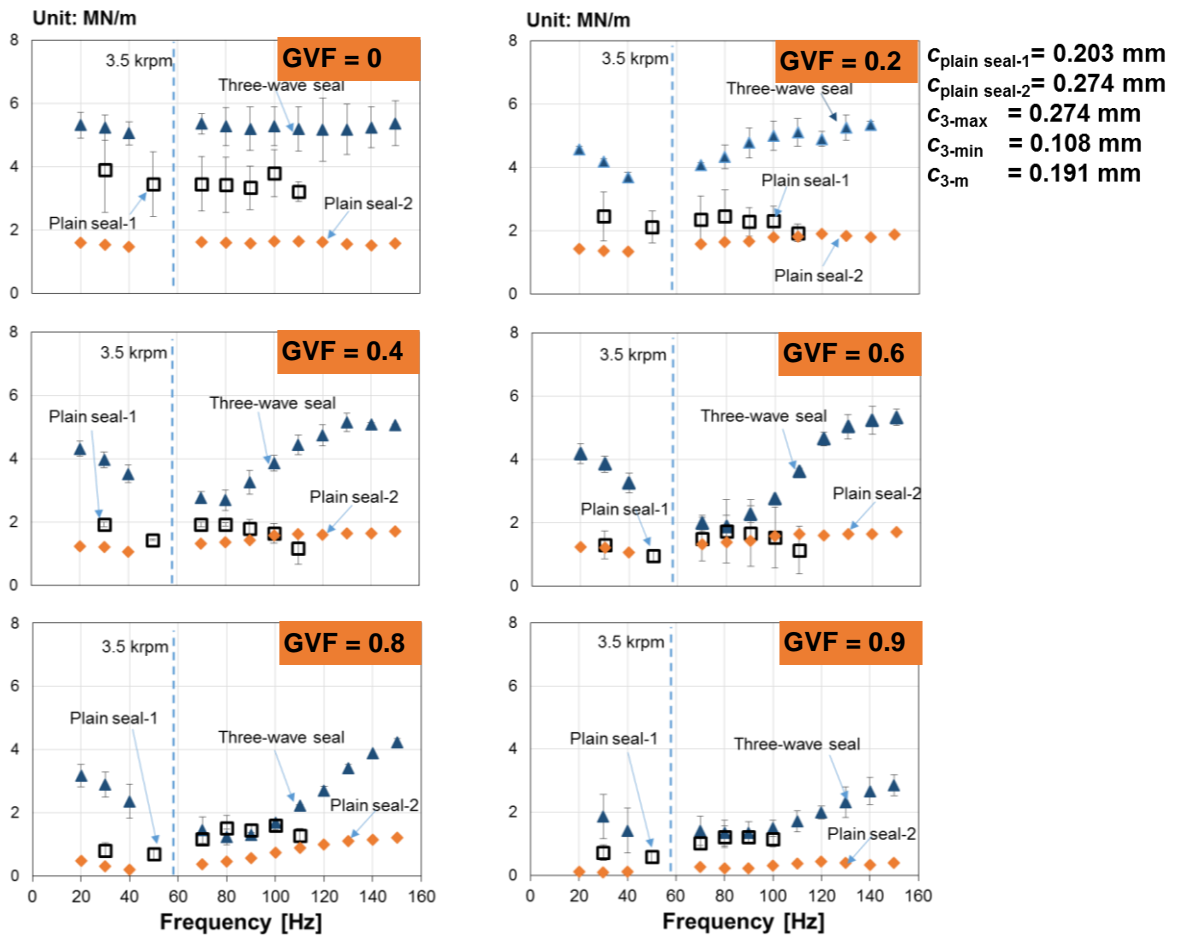 Unit: MN/m
8
6
4
2
0
3.5 krpm
GVF = 0
Three-wave seal
Plain seal-1
Plain seal-2
Unit: MN/m
8
6
4
2
0
3.5 krpm
GVF = 0.2
Three-wave seal
Plain seal-1
Plain seal-2
cplain seal-1= 0.203 mm
cplain seal-2= 0.274 mm
c3-max = 0.274 mm
c3-min = 0.108 mm
c3-m = 0.191 mm
8
6
4
2
0
3.5 krpm
GVF = 0.4
Plain seal-1
Three-wave seal
Plain seal-2
8
6
4
2
0
3.5 krpm
GVF = 0.6
Three-wave seal
Plain seal-1
Plain seal-2
8
6
4
2
0
3.5 krpm
GVF = 0.8
Plain seal-1
Three-wave seal
Plain seal-2
0 20 40 60 80 100 120 140 160
Frequency [Hz]
8
6
4
2
0
3.5 krpm
GVF = 0.9
Plain seal-1
Three-wave seal
Plain seal-2
0 20 40 60 80 100 120 140 160
Frequency [Hz]